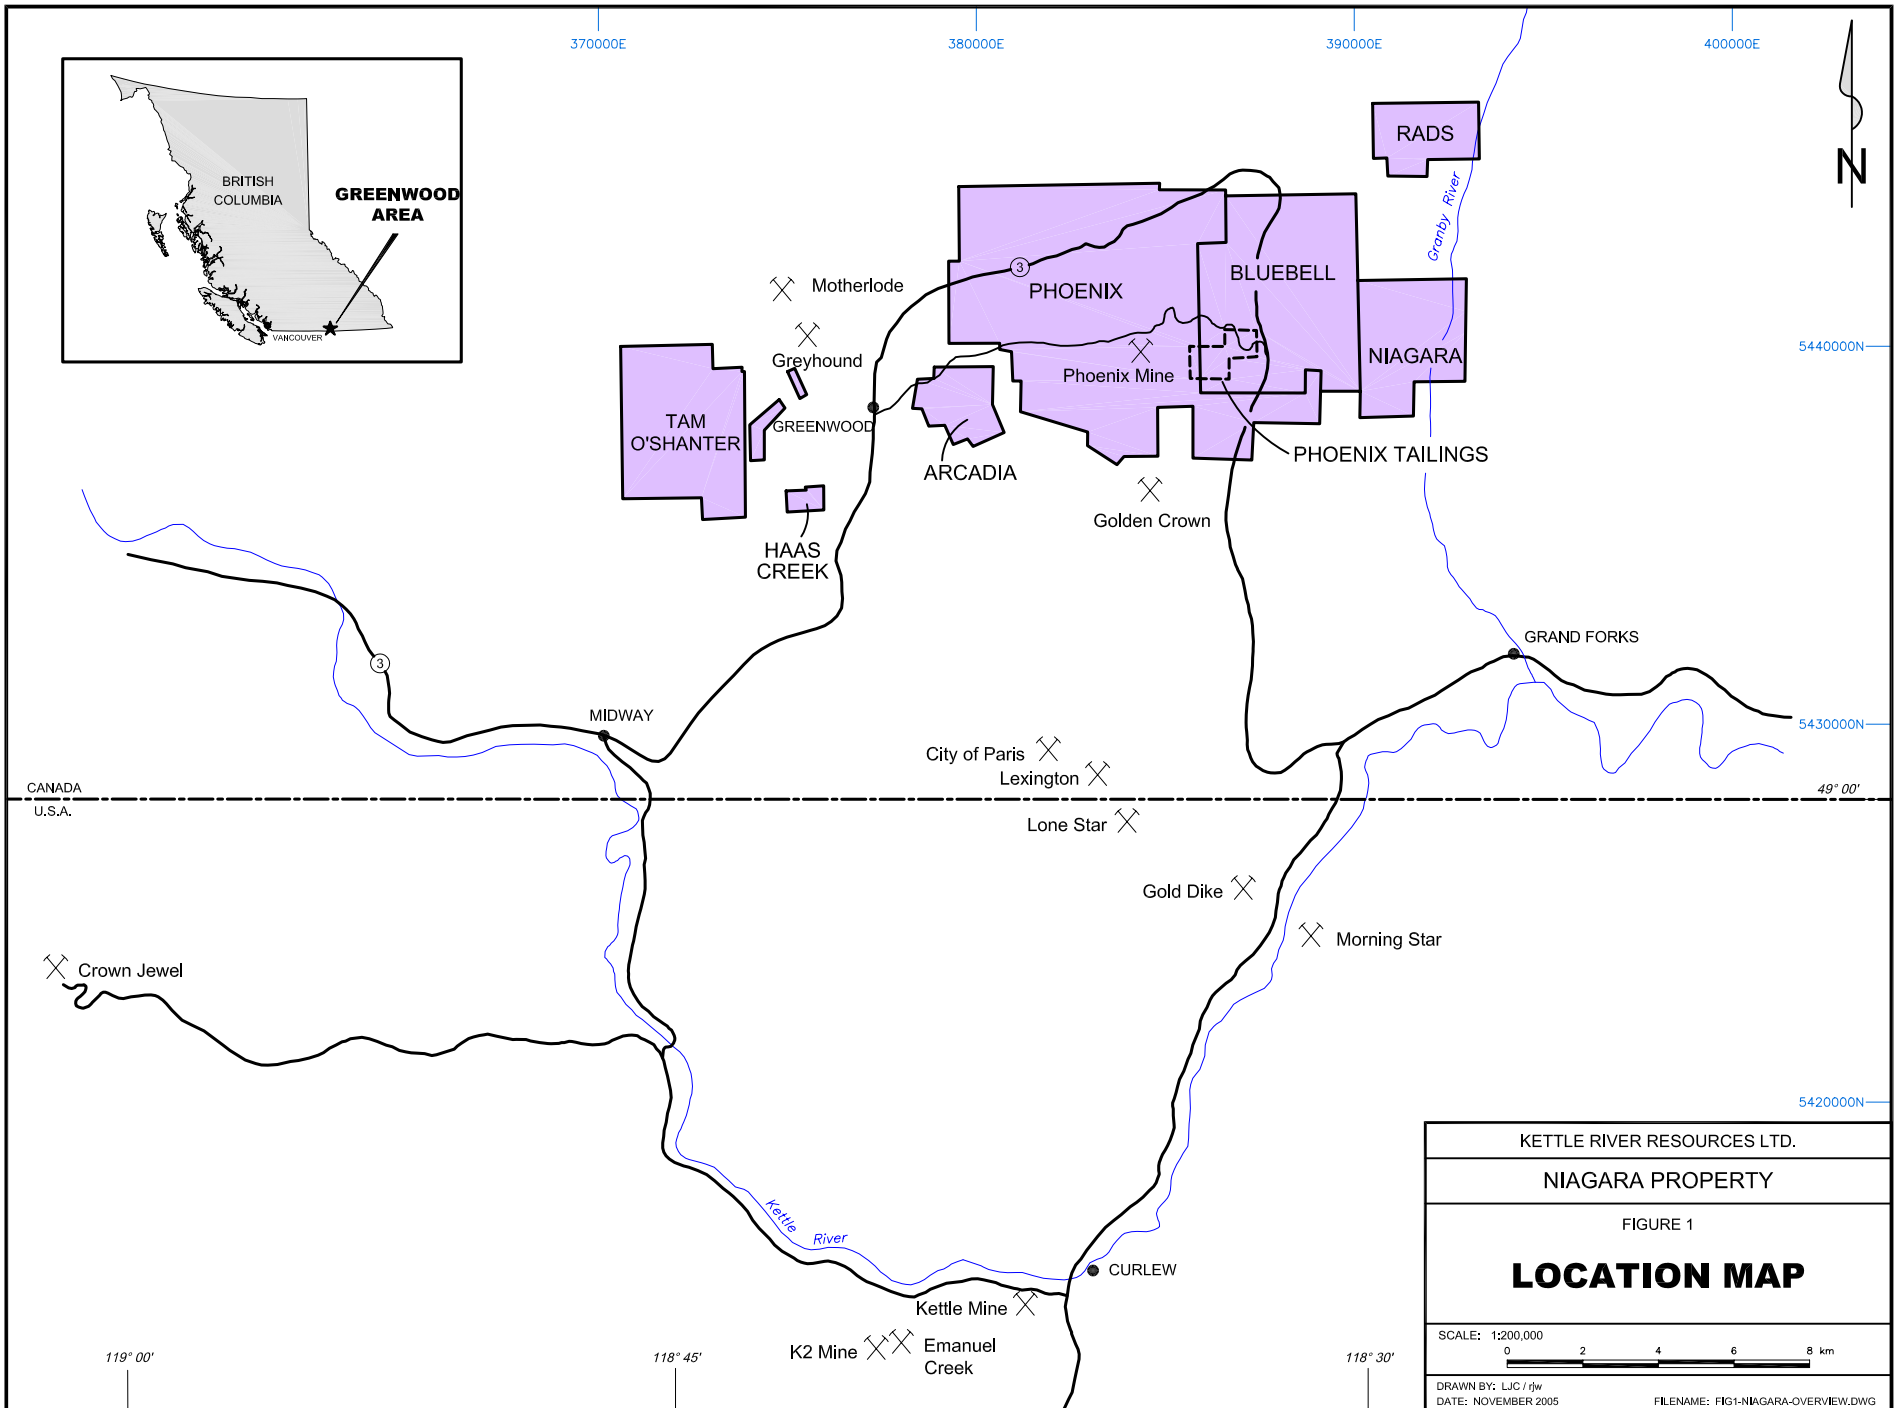 370000E
380000E
390000E
400000E
BRITISH
COLUMBIA
GREENWOOD
AREA
VANCOUVER
N
RADS
Granby River
3
PHOENIX
BLUEBELL
Motherlode
Greyhound
NIAGARA
5440000N
Phoenix Mine
TAM
O'SHANTER
GREENWOOD
ARCADIA
PHOENIX TAILINGS
Golden Crown
HAAS
CREEK
GRAND FORKS
3
MIDWAY
5430000N
City of Paris
Lexington
CANADA
U.S.A.
49° 00'
Lone Star
Gold Dike
Morning Star
Crown Jewel
5420000N
Kettle
River
CURLEW
Kettle Mine
K2 Mine
Emanuel
Creek
119° 00'
118° 45'
118° 30'
KETTLE RIVER RESOURCES LTD.
NIAGARA PROPERTY
FIGURE 1
LOCATION MAP
SCALE: 1:200,000
0 2 4 6 8 km
DRAWN BY: LJC / rjw
DATE: NOVEMBER 2005
FILENAME: FIG1-NIAGARA-OVERVIEW.DWG